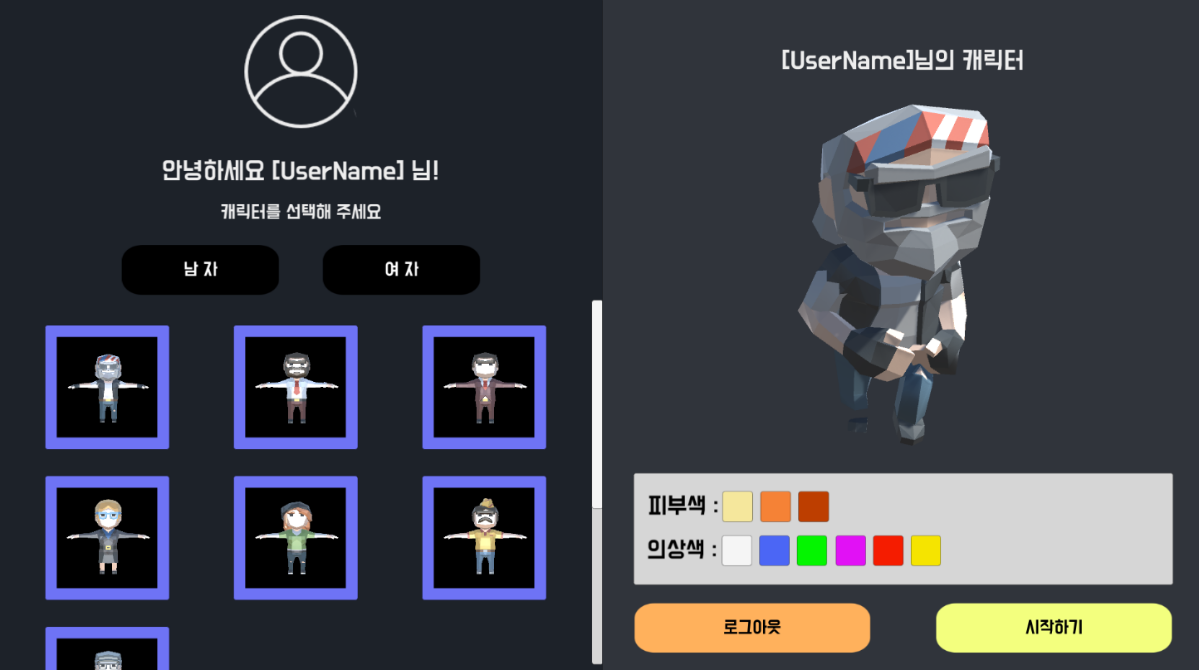 안녕하세요 [UserName] 님!
캐릭터를 선택해 주세요
남 자
여 자
[UserName]님의 캐릭터
피부색 :
의상색 :
로그아웃
시작하기